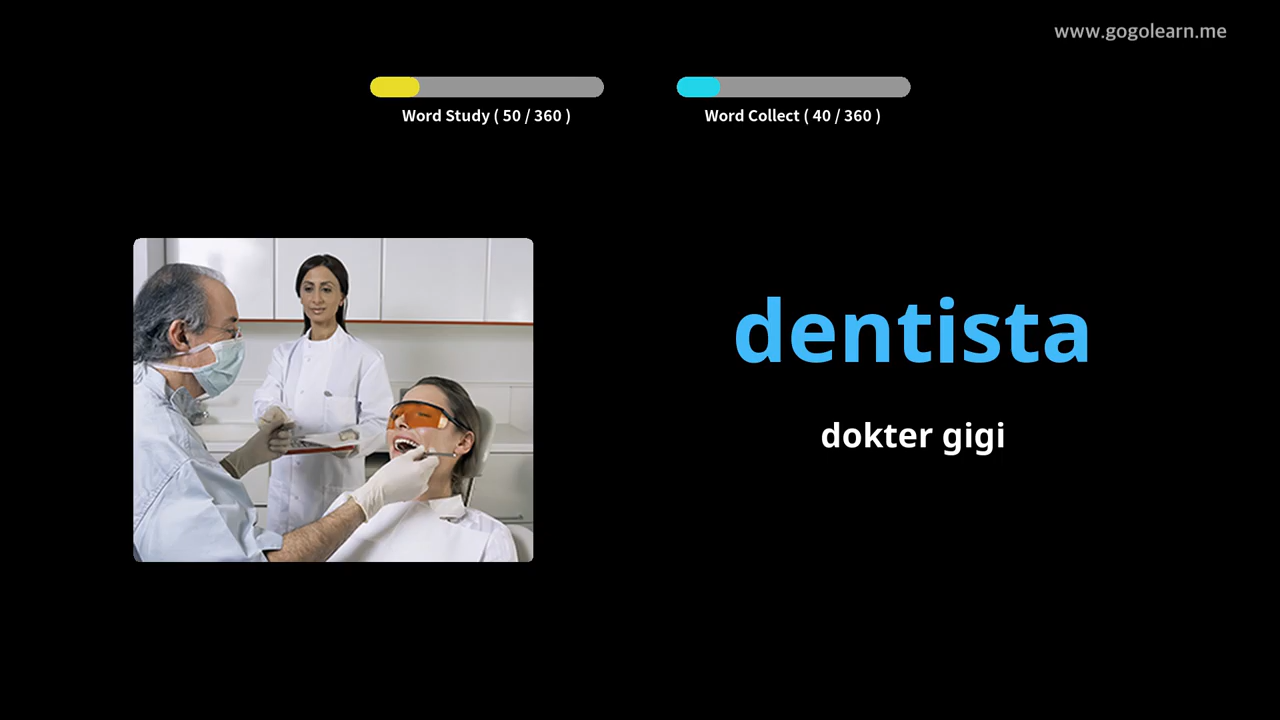 www.gogolearn.me
Word Study ( 50 / 360 )
Word Collect ( 40 / 360 )
dentista
dokter gigi